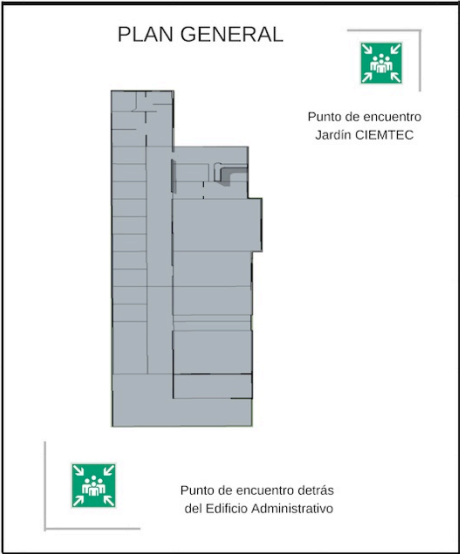 PLAN GENERAL
Punto de encuentro
Jardín CIEMTEC
Punto de encuentro detrás
del Edificio Administrativo